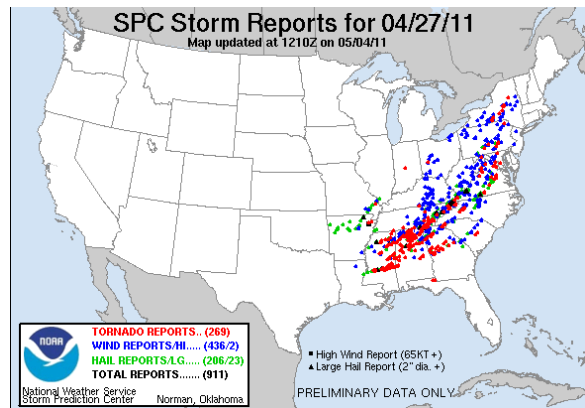 SPC Storm Reports for 04/27/11
Map updated at 1210Z on 05/04/11
NOAA
TORNADO REPORTS.. (269)
WIND REPORTS/HI..... (436/2)
HAIL REPORTS/LG..... (206/23)
TOTAL REPORTS....... (911)
National Weather Service
Storm Prediction Center Norman, Oklahoma
High Wind Report (65KT +)
Large Hail Report (2" dia. +)
PRELIMINARY DATA ONLY